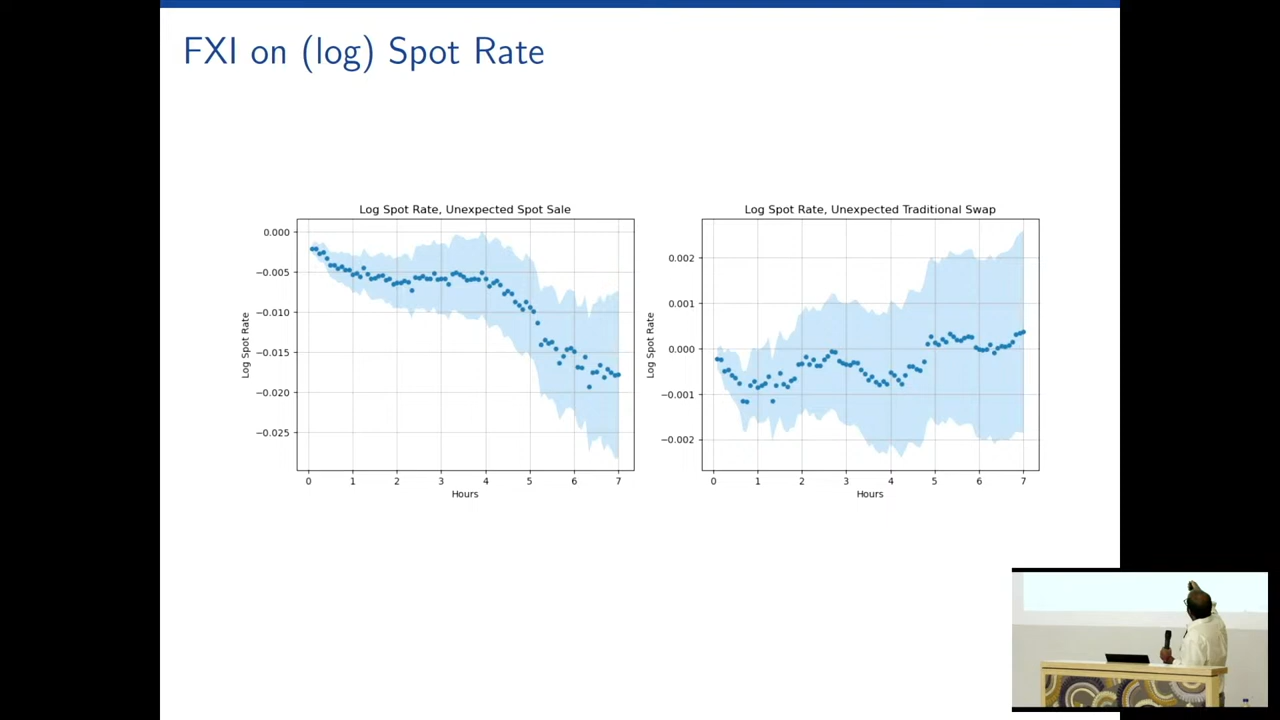 FXI on (log) Spot Rate
Log Spot Rate, Unexpected Spot Sale
0.000
−0.005
−0.010
−0.015
−0.020
−0.025
Log Spot Rate
0 1 2 3 4 5 6 7
Hours
Log Spot Rate, Unexpected Traditional Swap
0.002
0.001
0.000
−0.001
−0.002
Log Spot Rate
0 1 2 3 4 5 6 7
Hours